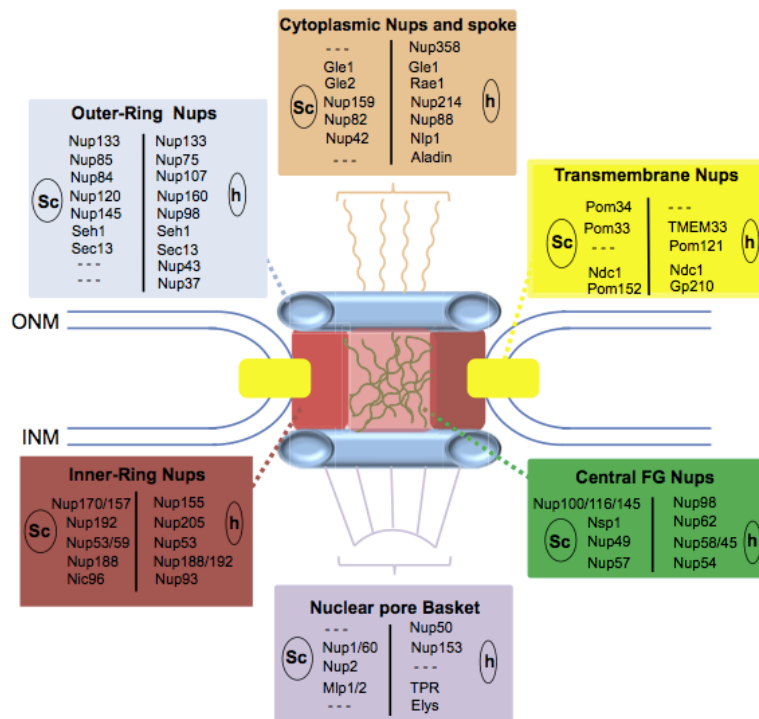 Cytoplasmic Nups and spoke
Sc
h
- - - Nup358
Gle1 Gle1
Gle2 Rae1
Nup159 Nup214
Nup82 Nup88
Nup42 Nlp1
- - - Aladin
Outer-Ring Nups
Sc
h
Nup133 Nup133
Nup85 Nup75
Nup84 Nup107
Nup120 Nup160
Nup145 Nup98
Seh1 Seh1
Sec13 Sec13
- - - Nup43
- - - Nup37
Transmembrane Nups
Sc
h
Pom34 - - -
Pom33 TMEM33
- - - Pom121
Ndc1 Ndc1
Pom152 Gp210
ONM
INM
Inner-Ring Nups
Sc
h
Nup170/157 Nup155
Nup192 Nup205
Nup53/59 Nup53
Nup188 Nup188/192
Nic96 Nup93
Central FG Nups
Sc
h
Nup100/116/145 Nup98
Nsp1 Nup62
Nup49 Nup58/45
Nup57 Nup54
Nuclear pore Basket
Sc
h
- - - Nup50
Nup1/60 Nup153
Nup2 - - -
Mlp1/2 TPR
- - - Elys